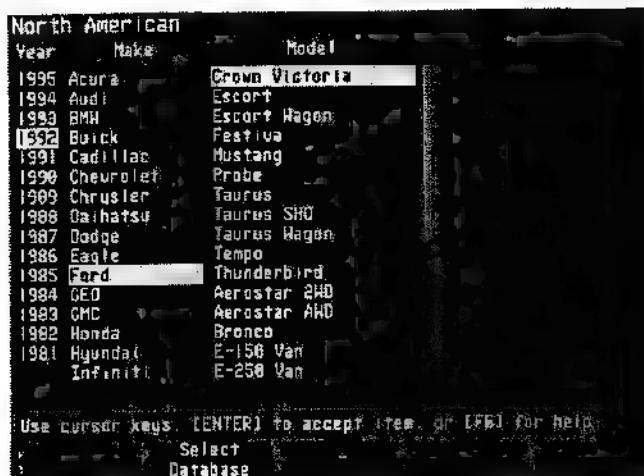 North American
Year Make Model
1995 Acura Crown Victoria
1994 Audi Escort
1993 BMW Escort Wagon
1992 Buick Festiva
1991 Cadillac Mustang
1990 Chevrolet Probe
1989 Chrysler Taurus
1988 Daihatsu Taurus SHO
1987 Dodge Taurus Wagon
1986 Eagle Tempo
1985 Ford Thunderbird
1984 GEO Aerostar 2WD
1983 GMC Aerostar AWD
1982 Honda Bronco
1981 Hyundai E-150 Van
Infiniti E-250 Van
Use cursor keys. [ENTER] to accept item, or [F6] for help.
Select
Database